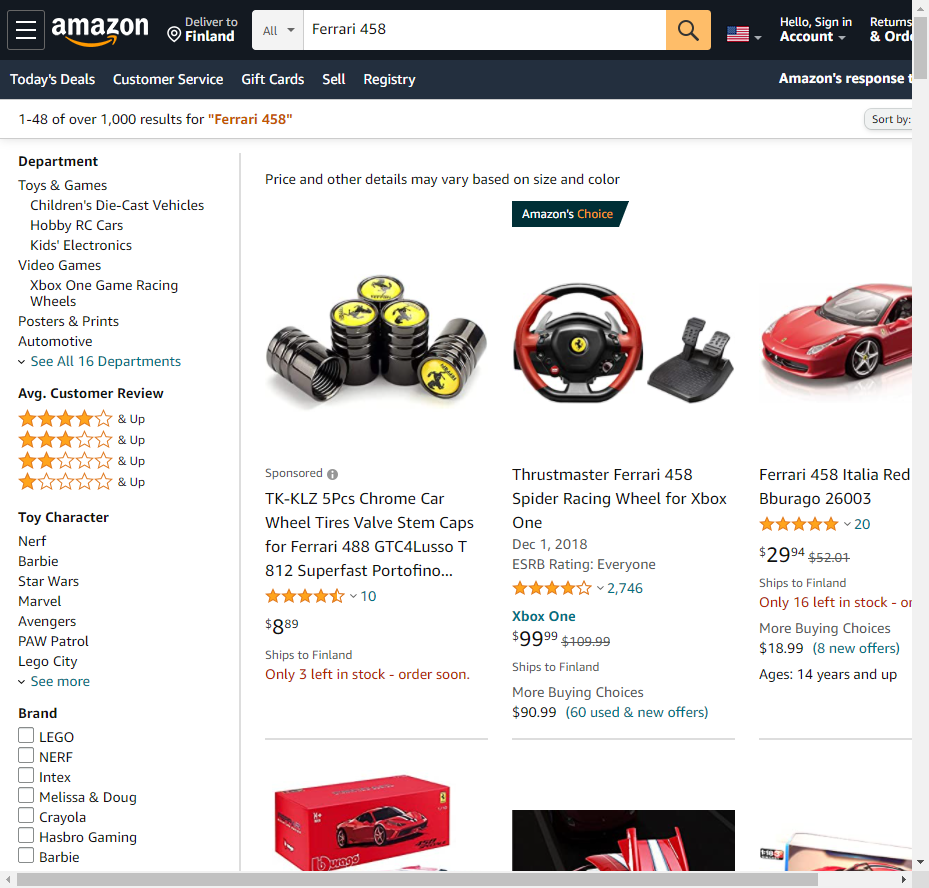 amazon
Deliver to
Finland
All
Ferrari 458
Hello, Sign in
Account
Returns
& Orde
Today's Deals
Customer Service
Gift Cards
Sell
Registry
Amazon's response t
1-48 of over 1,000 results for "Ferrari 458"
Sort by:
Department
Toys & Games
Children's Die-Cast Vehicles
Hobby RC Cars
Kids' Electronics
Video Games
Xbox One Game Racing
Wheels
Posters & Prints
Automotive
See All 16 Departments
Avg. Customer Review
& Up
& Up
& Up
& Up
Toy Character
Nerf
Barbie
Star Wars
Marvel
Avengers
PAW Patrol
Lego City
See more
Brand
LEGO
NERF
Intex
Melissa & Doug
Crayola
Hasbro Gaming
Barbie
Price and other details may vary based on size and color
Sponsored
TK-KLZ 5Pcs Chrome Car
Wheel Tires Valve Stem Caps
for Ferrari 488 GTC4Lusso T
812 Superfast Portofino...
10
$889
Ships to Finland
Only 3 left in stock - order soon.
Amazon's Choice
Thrustmaster Ferrari 458
Spider Racing Wheel for Xbox
One
Dec 1, 2018
ESRB Rating: Everyone
2,746
Xbox One
$9999 $109.99
Ships to Finland
More Buying Choices
$90.99 (60 used & new offers)
Ferrari 458 Italia Red
Bburago 26003
20
$2994 $52.01
Ships to Finland
Only 16 left in stock - or
More Buying Choices
$18.99 (8 new offers)
Ages: 14 years and up